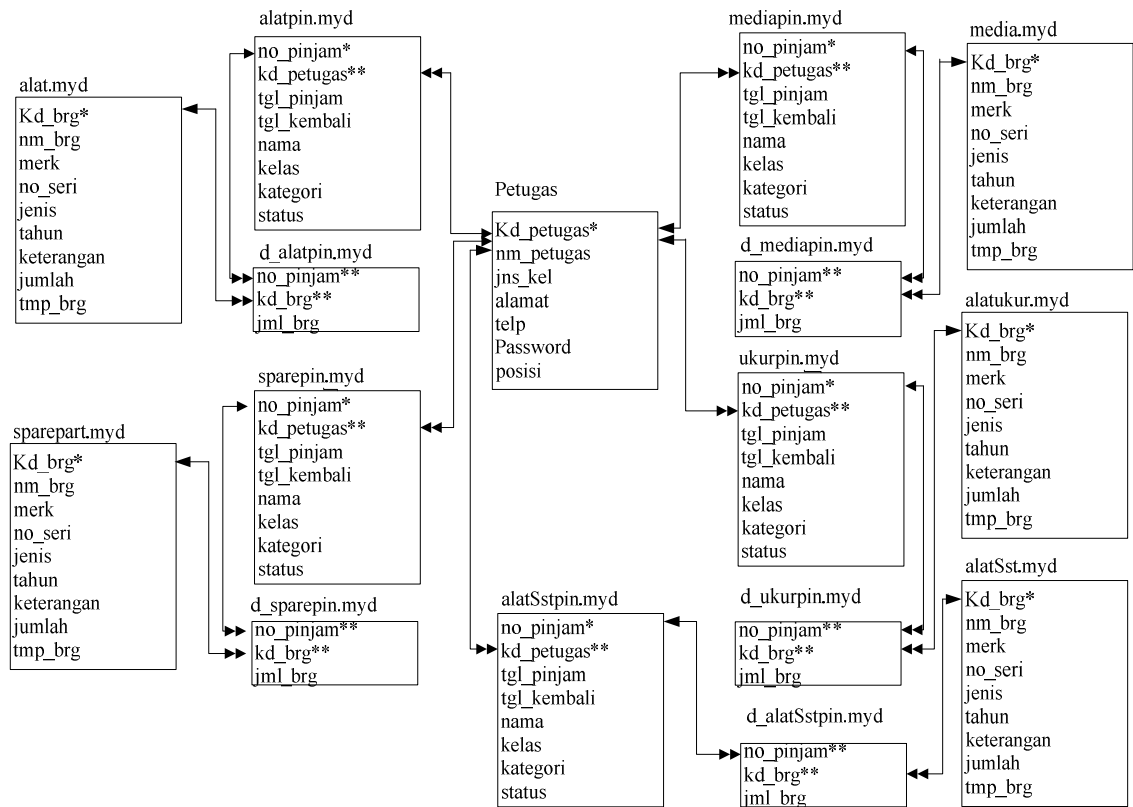 alatpin.myd
no_pinjam*
kd_petugas**
tgl_pinjam
tgl_kembali
nama
kelas
kategori
status
mediapin.myd
no_pinjam*
kd_petugas**
tgl_pinjam
tgl_kembali
nama
kelas
kategori
status
media.myd
Kd_brg*
nm_brg
merk
no_seri
jenis
tahun
keterangan
jumlah
tmp_brg
alat.myd
Kd_brg*
nm_brg
merk
no_seri
jenis
tahun
keterangan
jumlah
tmp_brg
Petugas
Kd_petugas*
nm_petugas
jns_kel
alamat
telp
Password
posisi
d_alatpin.myd
no_pinjam**
kd_brg**
jml_brg
d_mediapin.myd
no_pinjam**
kd_brg**
jml_brg
alatukur.myd
Kd_brg*
nm_brg
merk
no_seri
jenis
tahun
keterangan
jumlah
tmp_brg
sparepin.myd
no_pinjam*
kd_petugas**
tgl_pinjam
tgl_kembali
nama
kelas
kategori
status
ukurpin.myd
no_pinjam*
kd_petugas**
tgl_pinjam
tgl_kembali
nama
kelas
kategori
status
sparepart.myd
Kd_brg*
nm_brg
merk
no_seri
jenis
tahun
keterangan
jumlah
tmp_brg
d_sparepin.myd
no_pinjam**
kd_brg**
jml_brg
alatSstpin.myd
no_pinjam*
kd_petugas**
tgl_pinjam
tgl_kembali
nama
kelas
kategori
status
d_ukurpin.myd
no_pinjam**
kd_brg**
jml_brg
alatSst.myd
Kd_brg*
nm_brg
merk
no_seri
jenis
tahun
keterangan
jumlah
tmp_brg
d_alatSstpin.myd
no_pinjam**
kd_brg**
jml_brg